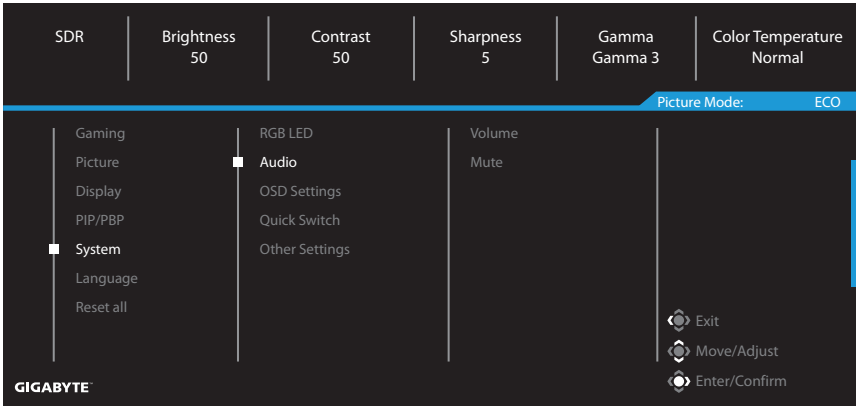 SDR
Brightness
50
Contrast
50
Sharpness
5
Gamma
Gamma 3
Color Temperature
Normal
Picture Mode: ECO
Gaming
Picture
Display
PIP/PBP
System
Language
Reset all
RGB LED
Audio
OSD Settings
Quick Switch
Other Settings
Volume
Mute
Exit
Move/Adjust
Enter/Confirm
GIGABYTE™